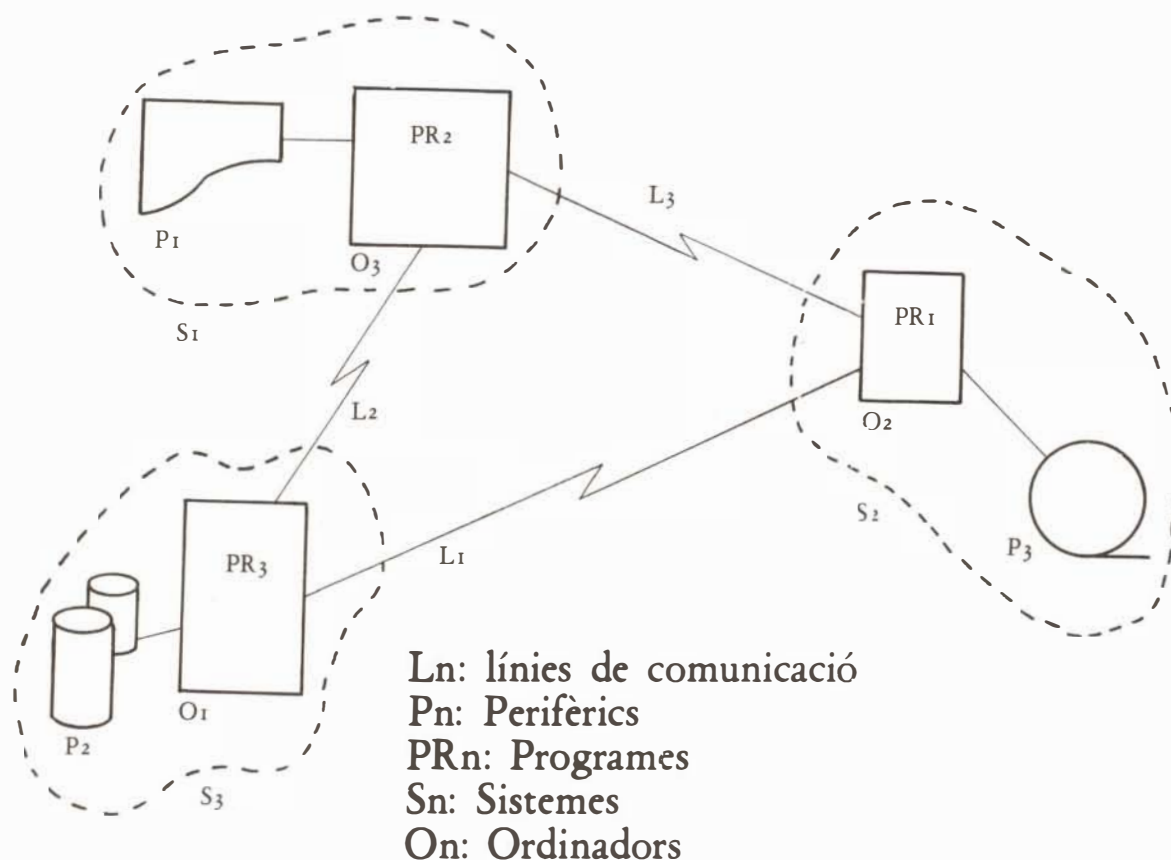 PR2
L3
P1
O3
PR1
S1
L2
O2
S2
L1
P3
PR3
O1
P2
S3
Ln: línies de comunicació
Pn: Perifèrics
PRn: Programes
Sn: Sistemes
On: Ordinadors